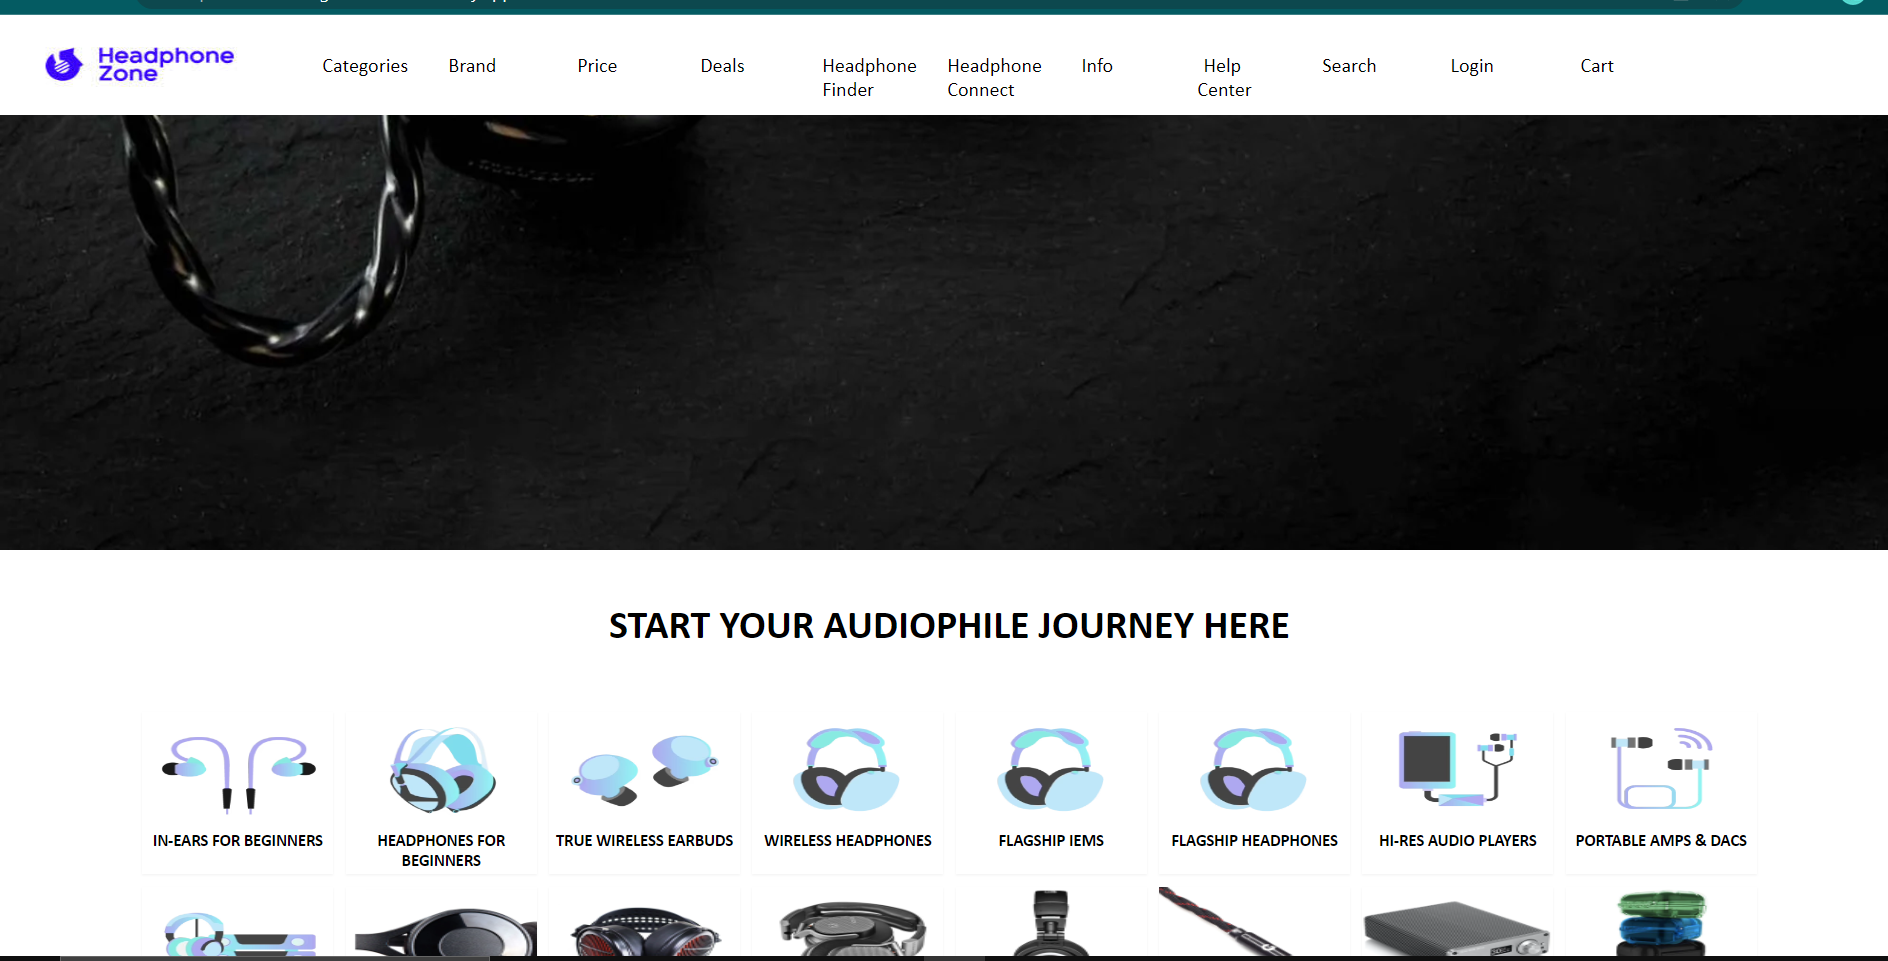 Headphone
Zone
Categories
Brand
Price
Deals
Headphone
Finder
Headphone
Connect
Info
Help
Center
Search
Login
Cart
START YOUR AUDIOPHILE JOURNEY HERE
IN-EARS FOR BEGINNERS
HEADPHONES FOR
BEGINNERS
TRUE WIRELESS EARBUDS
WIRELESS HEADPHONES
FLAGSHIP IEMS
FLAGSHIP HEADPHONES
HI-RES AUDIO PLAYERS
PORTABLE AMPS & DACS